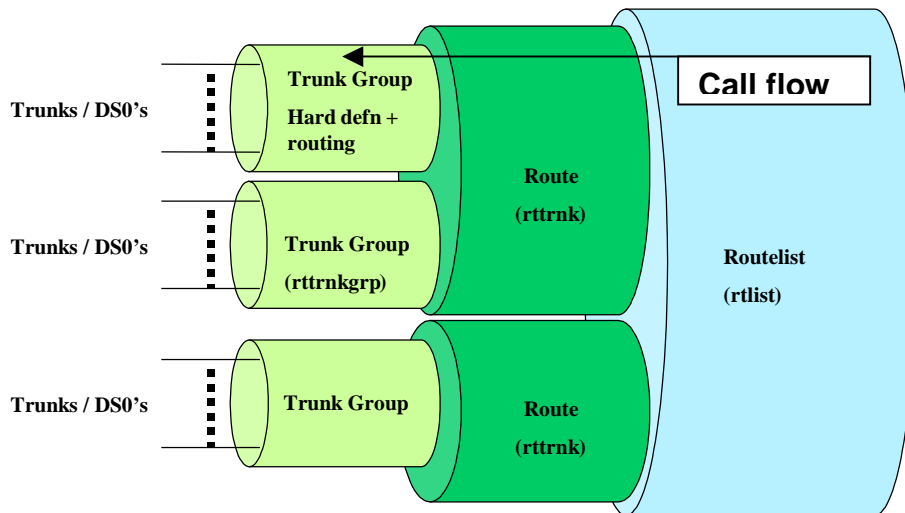 Trunk Group
Hard defn +
routing
Call flow
Trunks / DS0's
Route
(rttrnk)
Trunk Group
(rttrnkgrp)
Trunks / DS0's
Routelist
(rtlist)
Trunk Group
Trunks / DS0's
Route
(rttrnk)